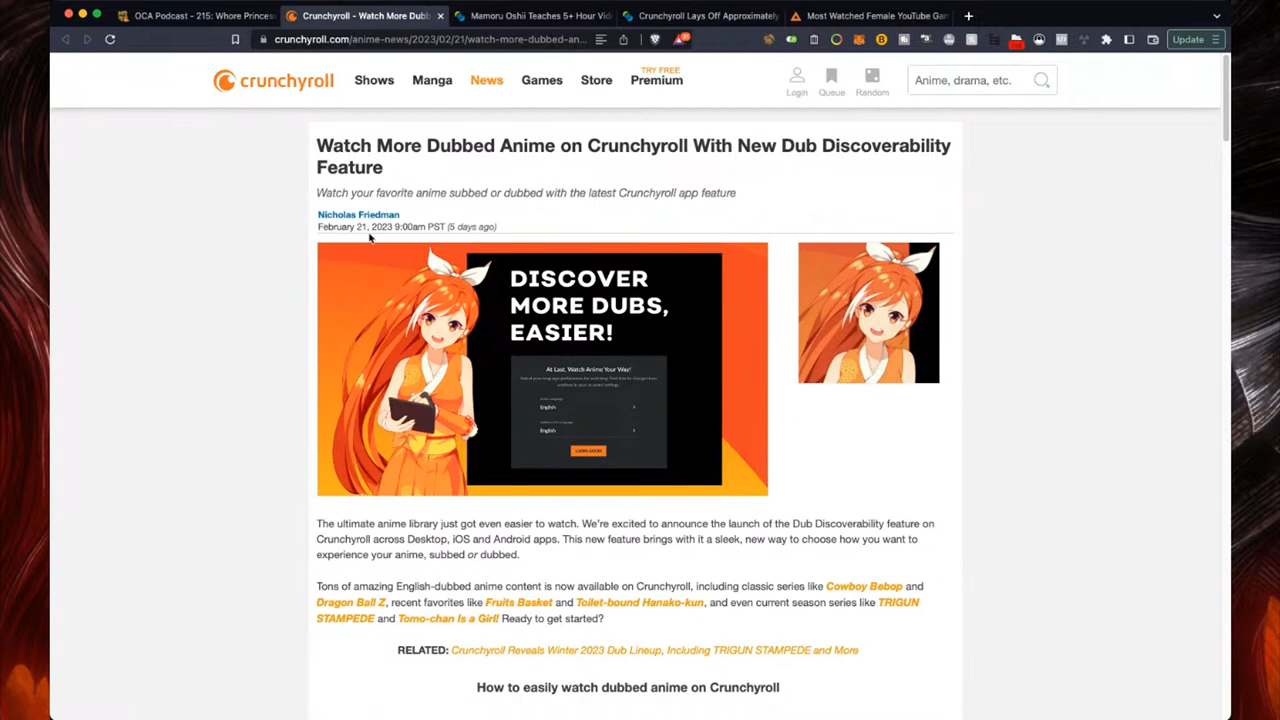 OCA Podcast - 215: Whore Princes
Crunchyroll - Watch More Dubb
Mamoru Oshii Teaches 5+ Hour Vid
Crunchyroll Lays Off Approximately
Most Watched Female YouTube Gam
crunchyroll.com/anime-news/2023/02/21/watch-more-dubbed-an...
Update
crunchyroll
Shows
Manga
News
Games
Store
TRY FREE
Premium
Login
Queue
Random
Anime, drama, etc.
Watch More Dubbed Anime on Crunchyroll With New Dub Discoverability
Feature
Watch your favorite anime subbed or dubbed with the latest Crunchyroll app feature
Nicholas Friedman
February 21, 2023 9:00am PST (5 days ago)
DISCOVER
MORE DUBS,
EASIER!
At Last, Watch Anime Your Way!
English
English
The ultimate anime library just got even easier to watch. We're excited to announce the launch of the Dub Discoverability feature on
Crunchyroll across Desktop, iOS and Android apps. This new feature brings with it a sleek, new way to choose how you want to
experience your anime, subbed or dubbed.
Tons of amazing English-dubbed anime content is now available on Crunchyroll, including classic series like Cowboy Bebop and
Dragon Ball Z, recent favorites like Fruits Basket and Toilet-bound Hanako-kun, and even current season series like TRIGUN
STAMPEDE and Tomo-chan Is a Girl! Ready to get started?
RELATED: Crunchyroll Reveals Winter 2023 Dub Lineup, Including TRIGUN STAMPEDE and More
How to easily watch dubbed anime on Crunchyroll